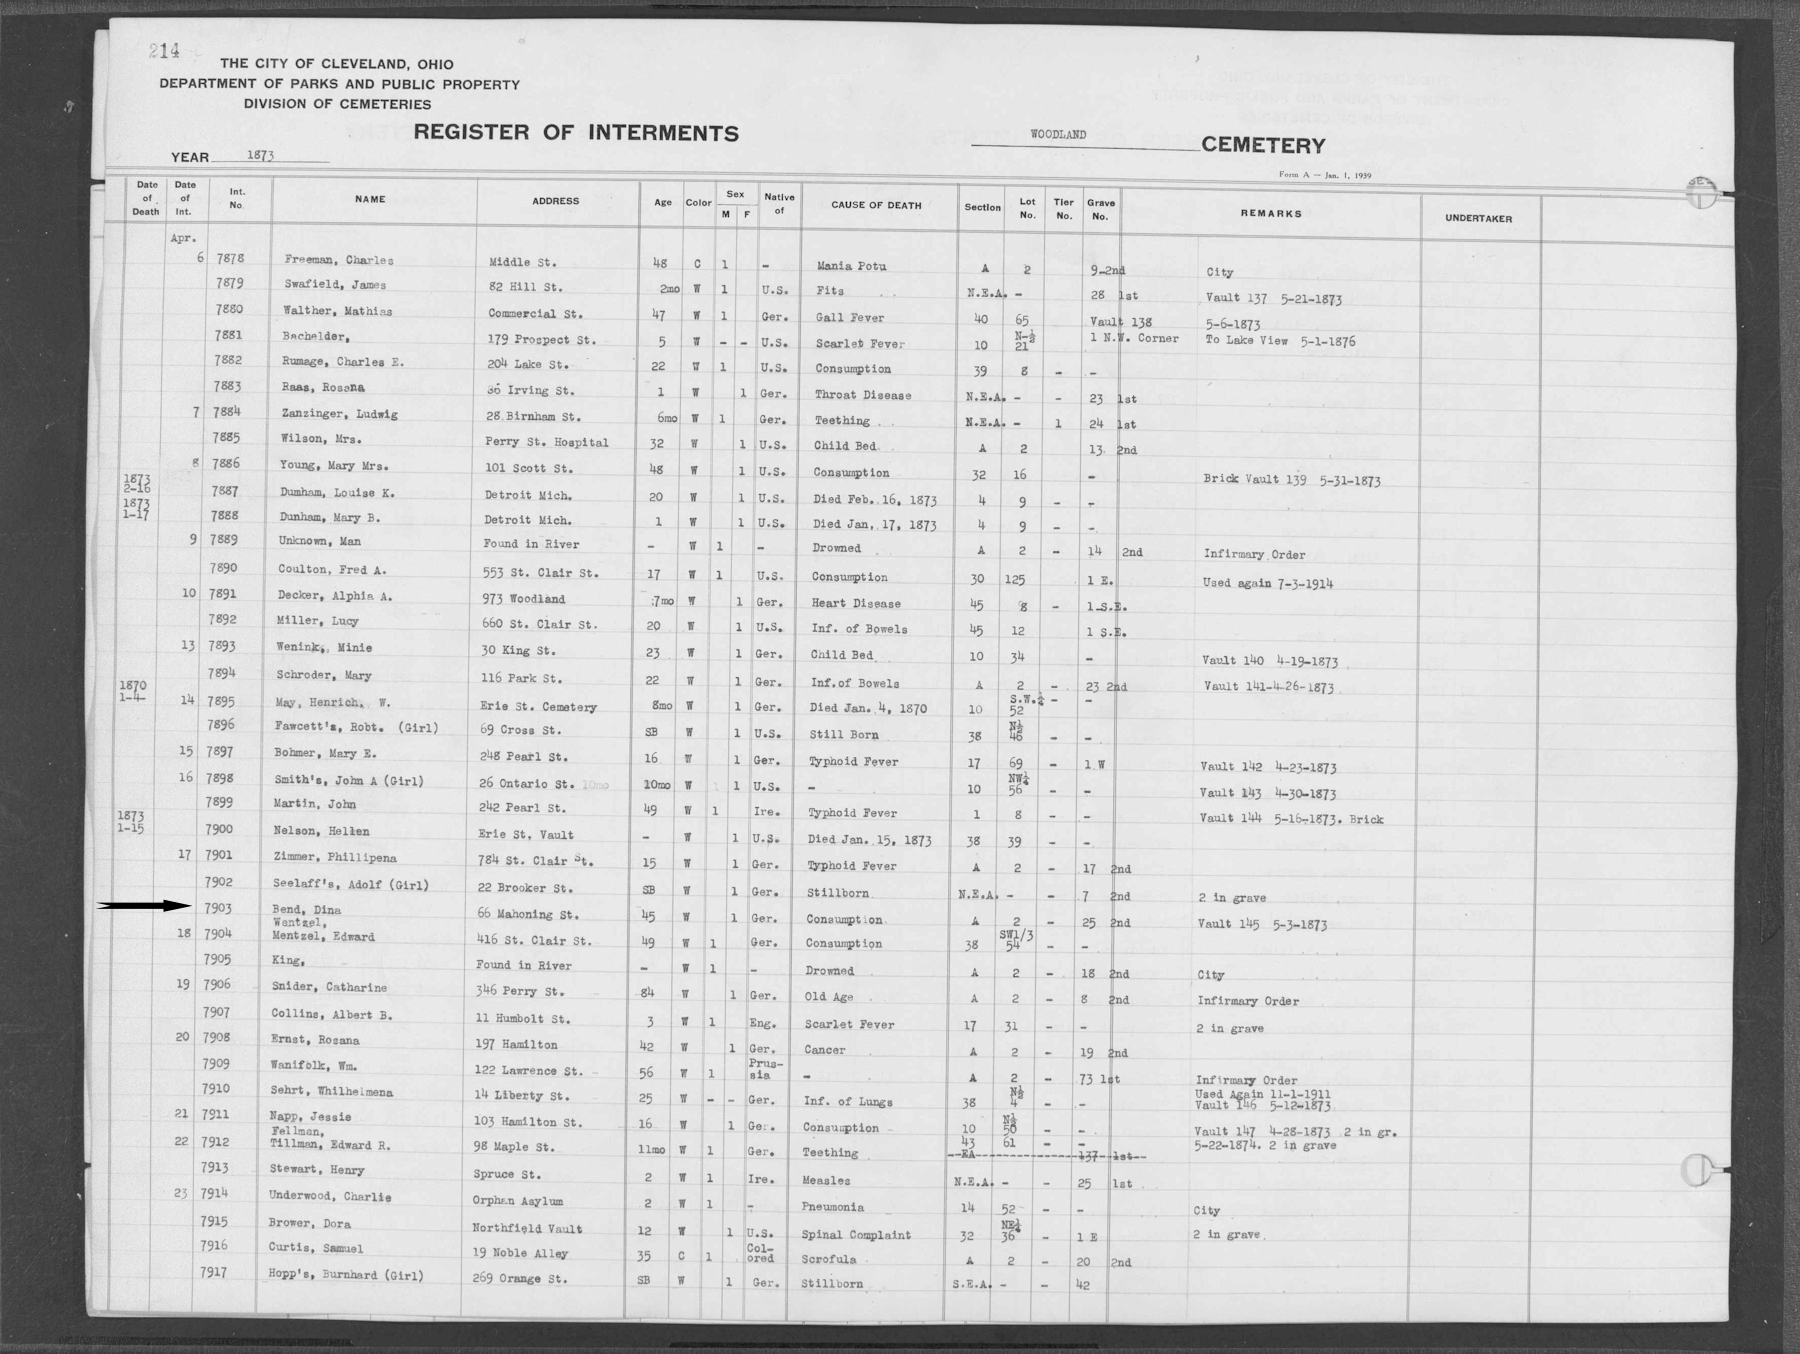 214
THE CITY OF CLEVELAND, OHIO
DEPARTMENT OF PARKS AND PUBLIC PROPERTY
DIVISION OF CEMETERIES
REGISTER OF INTERMENTS WOODLAND CEMETERY
YEAR 1873
Form A — Jan. 1, 1939
Date of Death Date of Int. Int. No. NAME ADDRESS Age Color Sex M F Native of CAUSE OF DEATH Section Lot No. Tier No. Grave No. REMARKS UNDERTAKER
Apr.
6 7878 Freeman, Charles Middle St. 48 C 1 - Mania Potu A 2 9-2nd City
7879 Swafield, James 82 Hill St. 2mo W 1 U.S. Fits N.E.A. - 28 1st Vault 137 5-21-1873
7880 Walther, Mathias Commercial St. 47 W 1 Ger. Gall Fever 40 65 Vault 138 5-6-1873
7881 Bachelder, 179 Prospect St. 5 W - - U.S. Scarlet Fever 10 N-½ 21 1 N.W. Corner To Lake View 5-1-1876
7882 Rumage, Charles E. 204 Lake St. 22 W 1 U.S. Consumption 39 8 - -
7883 Raas, Rosana 36 Irving St. 1 W 1 Ger. Throat Disease N.E.A. - - 23 1st
7 7884 Zanzinger, Ludwig 28 Birnham St. 6mo W 1 Ger. Teething N.E.A. - 1 24 1st
7885 Wilson, Mrs. Perry St. Hospital 32 W 1 U.S. Child Bed A 2 13 2nd
8 7886 Young, Mary Mrs. 101 Scott St. 48 W 1 U.S. Consumption 32 16 - Brick Vault 139 5-31-1873
1873 2-16 7887 Dumham, Louise K. Detroit Mich. 20 W 1 U.S. Died Feb. 16, 1873 4 9 - -
1873 1-17 7888 Dunham, Mary B. Detroit Mich. 1 W 1 U.S. Died Jan, 17, 1873 4 9 - -
9 7889 Unknown, Man Found in River - W 1 - Drowned A 2 - 14 2nd Infirmary Order
7890 Coulton, Fred A. 553 St. Clair St. 17 W 1 U.S. Consumption 30 125 1 E. Used again 7-3-1914
10 7891 Decker, Alphia A. 973 Woodland 7mo W 1 Ger. Heart Disease 45 8 - 1 S.E.
7892 Miller, Lucy 660 St. Clair St. 20 W 1 U.S. Inf. of Bowels 45 12 1 S.E.
13 7893 Wenink, Minie 30 King St. 23 W 1 Ger. Child Bed 10 34 - Vault 140 4-19-1873
7894 Schroder, Mary 116 Park St. 22 W 1 Ger. Inf.of Bowels A 2 - 23 2nd Vault 141-4-26-1873
1870 1-4- 14 7895 May, Henrich, W. Erie St. Cemetery 8mo W 1 Ger. Died Jan. 4, 1870 10 S.W.¼ 52 - -
7896 Fawcett's, Robt. (Girl) 69 Cross St. SB W 1 U.S. Still Born 38 N½ 46 - -
15 7897 Bohmer, Mary E. 248 Pearl St. 16 W 1 Ger. Typhoid Fever 17 69 - 1 W Vault 142 4-23-1873
16 7898 Smith's, John A (Girl) 26 Ontario St. 10mo 10mo W 1 U.S. - 10 NW¼ 56 - - Vault 143 4-30-1873
7899 Martin, John 242 Pearl St. 49 W 1 Ire. Typhoid Fever 1 8 - - Vault 144 5-16-1873. Brick
1873 1-15 7900 Nelson, Hellen Erie St. Vault - W 1 U.S. Died Jan. 15, 1873 38 39 - -
17 7901 Zimmer, Phillipena 784 St. Clair St. 15 W 1 Ger. Typhoid Fever A 2 - 17 2nd
7902 Seelaff's, Adolf (Girl) 22 Brooker St. SB W 1 Ger. Stillborn N.E.A. - - 7 2nd 2 in grave
7903 Bend, Dina 66 Mahoning St. 45 W 1 Ger. Consumption A 2 - 25 2nd Vault 145 5-3-1873
18 7904 Wentzel, Mentzel, Edward 416 St. Clair St. 49 W 1 Ger. Consumption 38 SW1/3 54 - -
7905 King, Found in River - W 1 - Drowned A 2 - 18 2nd City
19 7906 Snider, Catharine 346 Perry St. 84 W 1 Ger. Old Age A 2 - 8 2nd Infirmary Order
7907 Collins, Albert B. 11 Humbolt St. 3 W 1 Eng. Scarlet Fever 17 31 - - 2 in grave
20 7908 Ernst, Rosana 197 Hamilton 42 W 1 Ger. Cancer A 2 - 19 2nd
7909 Wanifolk, Wm. 122 Lawrence St. 56 W 1 Prus- sia - A 2 - 73 1st Infirmary Order
7910 Sehrt, Whilhelmena 14 Liberty St. 25 W - - Ger. Inf. of Lungs 38 N½ 4 - - Used Again 11-1-1911 Vault 146 5-12-1873
21 7911 Napp, Jessie 103 Hamilton St. 16 W 1 Ger. Consumption 10 N½ 50 - - Vault 147 4-28-1873 2 in gr.
22 7912 Fellman, Tillman, Edward R. 98 Maple St. 11mo W 1 Ger. Teething 43 61 - - 5-22-1874. 2 in grave
--EA-----------137--1st--
7913 Stewart, Henry Spruce St. 2 W 1 Ire. Measles N.E.A. - - 25 1st
23 7914 Underwood, Charlie Orphan Asylum 2 W 1 - Pneumonia 14 52 - - City
7915 Brower, Dora Northfield Vault 12 W 1 U.S. Spinal Complaint 32 NE¼ 36 - 1 E 2 in grave
7916 Curtis, Samuel 19 Noble Alley 35 C 1 Col- ored Scrofula A 2 - 20 2nd
7917 Hopp's, Burnhard (Girl) 269 Orange St. SB W 1 Ger. Stillborn S.E.A. - - 42